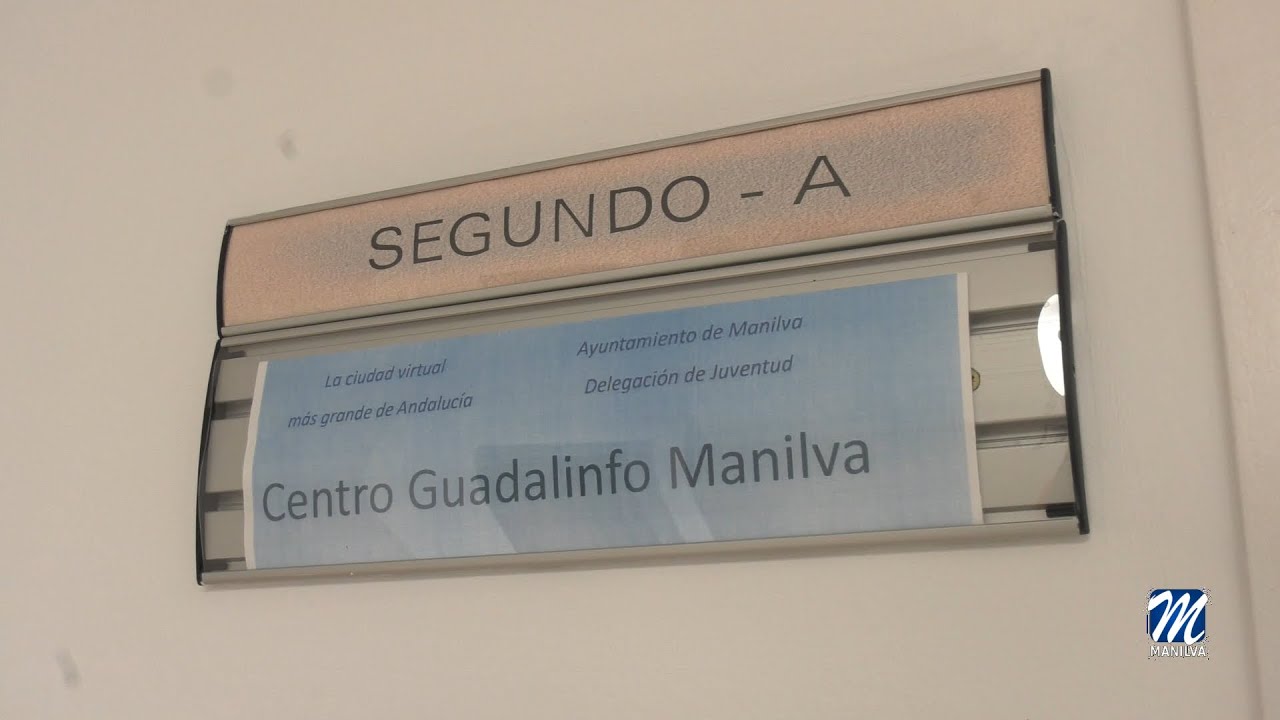 SEGUNDO - A
La ciudad virtual
más grande de Andalucía
Ayuntamiento de Manilva
Delegación de Juventud
Centro Guadalinfo Manilva
M
MANILVA